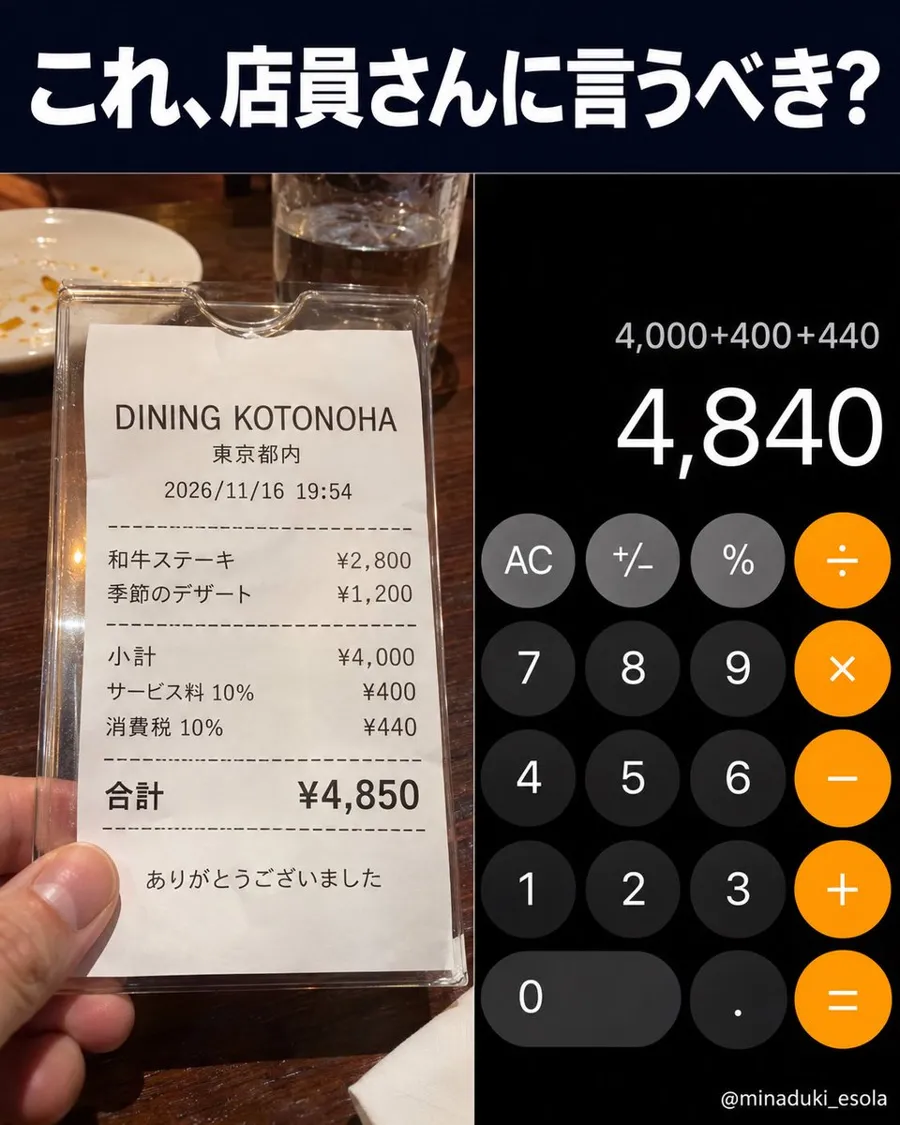 これ、店員さんに言うべき?
DINING KOTONOHA
東京都内
2026/11/16 19:54
和牛ステーキ ¥2,800
季節のデザート ¥1,200
小計 ¥4,000
サービス料 10% ¥400
消費税 10% ¥440
合計 ¥4,850
ありがとうございました
4,000+400+440
4,840
AC +/− % ÷
7 8 9 ×
4 5 6 −
1 2 3 +
0 . =
@minaduki_esola